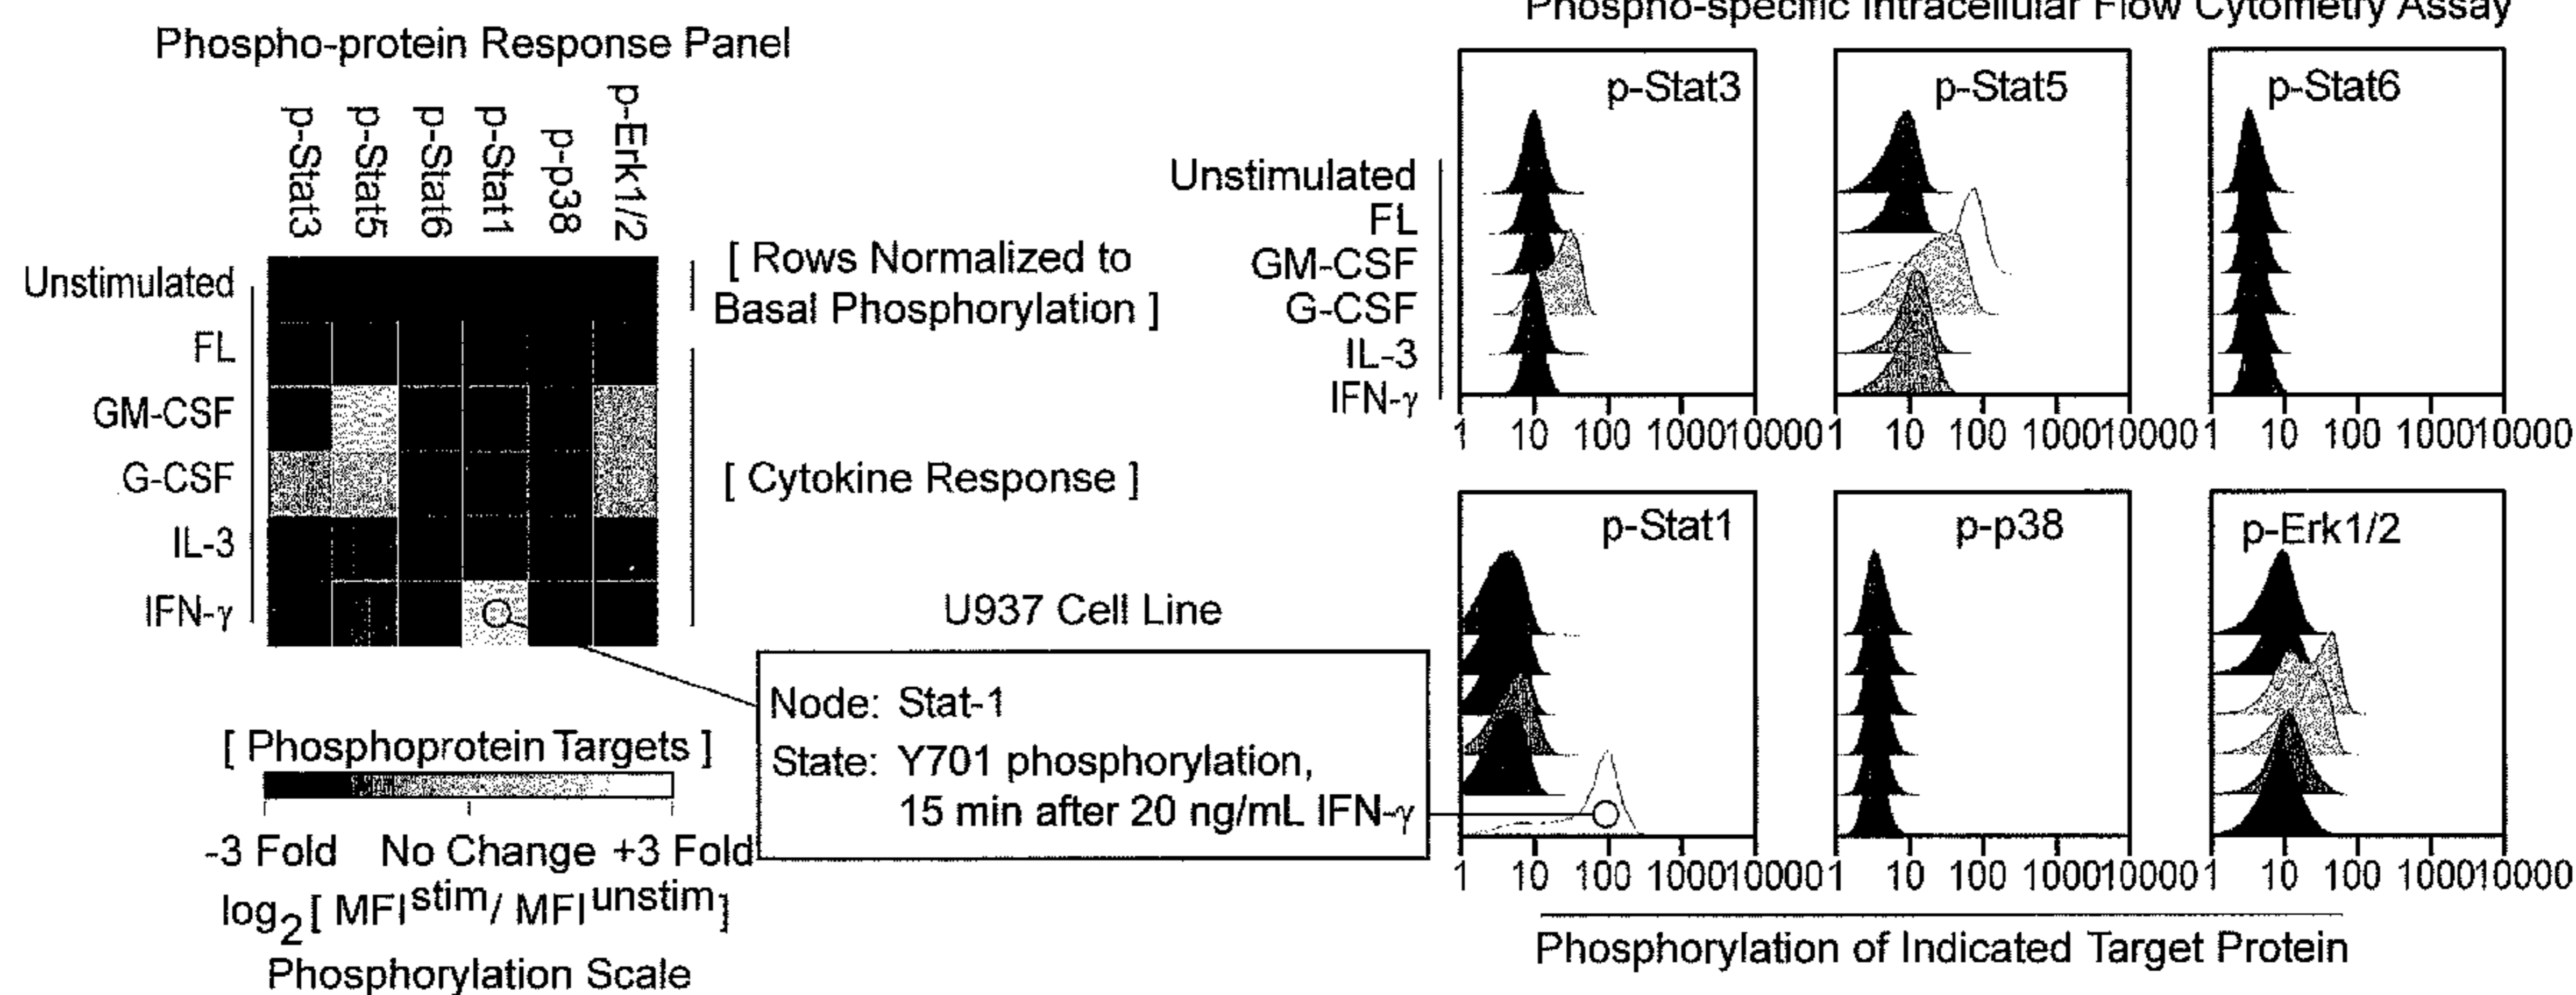 Phospho-protein Response Panel
p-Stat3
p-Stat5
p-Stat6
p-Stat1
p-p38
p-Erk1/2
Unstimulated
FL
GM-CSF
G-CSF
IL-3
IFN-γ
[ Rows Normalized to
Basal Phosphorylation ]
[ Cytokine Response ]
U937 Cell Line
Node: Stat-1
State: Y701 phosphorylation,
15 min after 20 ng/mL IFN-γ
[ Phosphoprotein Targets ]
-3 Fold No Change +3 Fold
log2[ MFIstim/ MFIunstim]
Phosphorylation Scale
Phospho-specific Intracellular Flow Cytometry Assay
Unstimulated
FL
GM-CSF
G-CSF
IL-3
IFN-γ
p-Stat3
p-Stat5
p-Stat6
1 10 100 1000 10000
1 10 100 1000 10000
1 10 100 1000 10000
p-Stat1
p-p38
p-Erk1/2
1 10 100 1000 10000
1 10 100 1000 10000
1 10 100 1000 10000
Phosphorylation of Indicated Target Protein